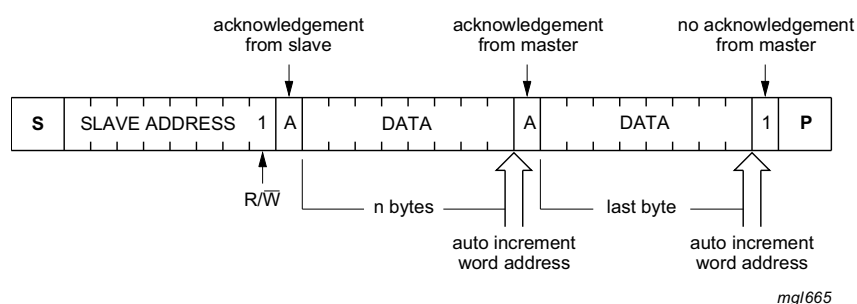 acknowledgement
from slave
acknowledgement
from master
no acknowledgement
from master
S SLAVE ADDRESS 1 A DATA A DATA 1 P
R/W̅
n bytes
last byte
auto increment
word address
auto increment
word address
mgl665